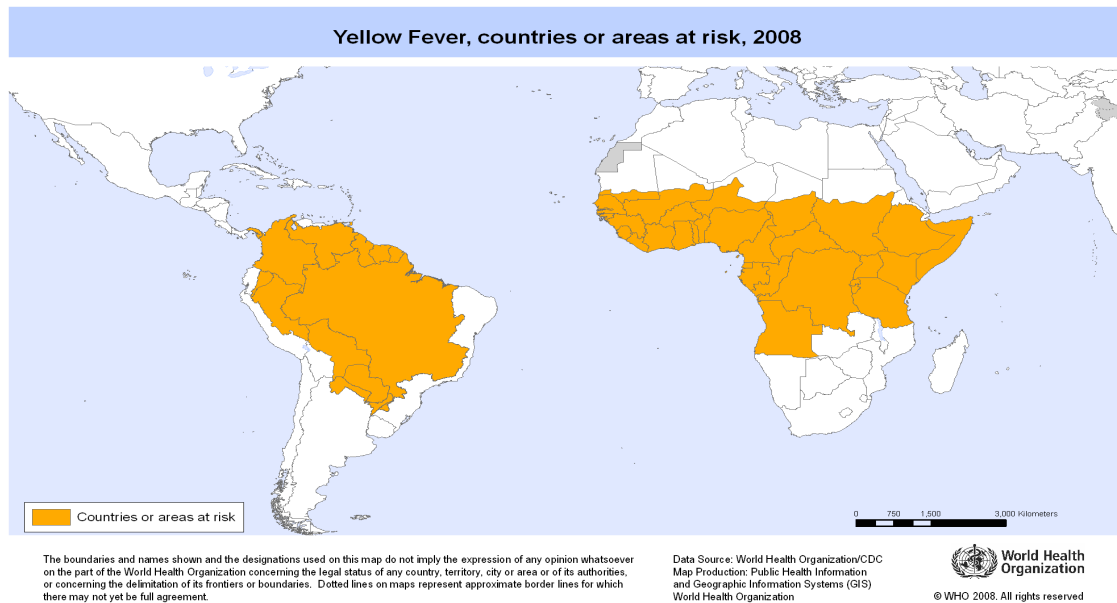 Yellow Fever, countries or areas at risk, 2008
Countries or areas at risk
0 750 1,500 3,000 Kilometers
The boundaries and names shown and the designations used on this map do not imply the expression of any opinion whatsoever
on the part of the World Health Organization concerning the legal status of any country, territory, city or area or of its authorities,
or concerning the delimitation of its frontiers or boundaries. Dotted lines on maps represent approximate border lines for which
there may not yet be full agreement.
Data Source: World Health Organization/CDC
Map Production: Public Health Information
and Geographic Information Systems (GIS)
World Health Organization
World Health
Organization
© WHO 2008. All rights reserved